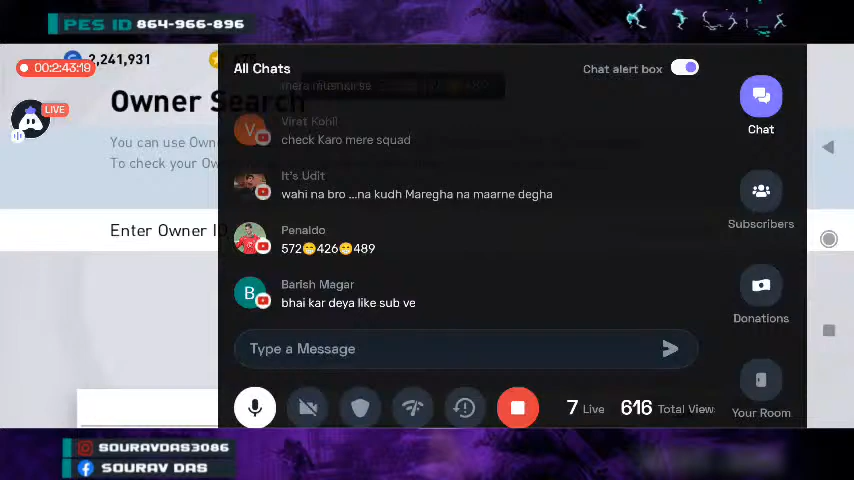 PES ID 864-966-896
2,241,931
00:2:43:19
LIVE
Owner Search
You can use Own
To check your Ow
Enter Owner ID
All Chats
Chat alert box
Virat Kohil
check Karo mere squad
It's Udit
wahi na bro ...na kudh Maregha na maarne degha
Penaldo
572😁426😁489
Barish Magar
bhai kar deya like sub ve
Type a Message
7 Live 616 Total View
Chat
Subscribers
Donations
Your Room
SOURAVDAS3086
SOURAV DAS